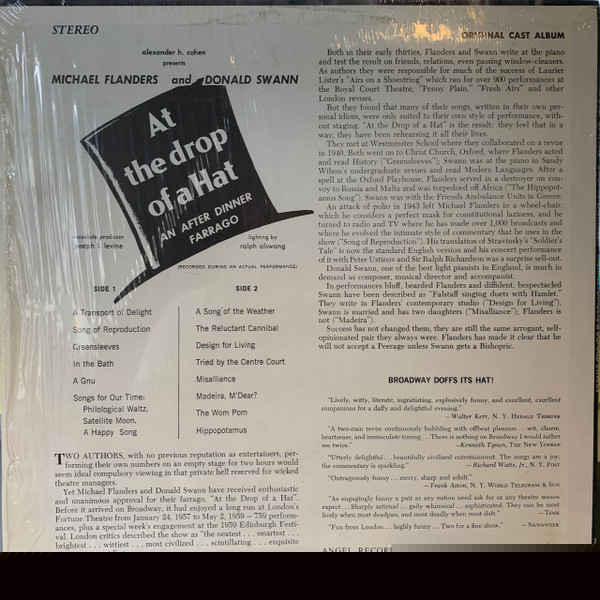 STEREO
alexander h. cohen
presents
MICHAEL FLANDERS and DONALD SWANN
At
the drop
of a Hat
AN AFTER DINNER
FARRAGO
associate producer
joseph l. levine
lighting by
ralph alswang
(RECORDED DURING AN ACTUAL PERFORMANCE)
SIDE 1
A Transport of Delight
Song of Reproduction
Greensleeves
In the Bath
A Gnu
Songs for Our Time:
Philological Waltz,
Satellite Moon,
A Happy Song
SIDE 2
A Song of the Weather
The Reluctant Cannibal
Design for Living
Tried by the Centre Court
Misalliance
Madeira, M'Dear?
The Wom Pom
Hippopotamus
TWO AUTHORS, with no previous reputation as entertainers, per-
forming their own numbers on an empty stage for two hours would
seem ideal compulsory viewing in that private hell reserved for wicked
theatre managers.
Yet Michael Flanders and Donald Swann have received enthusiastic
and unanimous approval for their farrago, "At the Drop of a Hat".
Before it arrived on Broadway, it had enjoyed a long run at London's
Fortune Theatre from January 24, 1957 to May 2, 1959 – 759 perform-
ances, plus a special week's engagement at the 1959 Edinburgh Festi-
val. London critics described the show as "the neatest . . . smartest . . .
brightest . . . wittiest . . . most civilized . . . scintillating . . . exquisite
ORIGINAL CAST ALBUM
Both in their early thirties, Flanders and Swann write at the piano
and test the result on friends, relations, even passing window-cleaners.
As authors they were responsible for much of the success of Laurier
Lister's "Airs on a Shoestring" which ran for over 900 performances at
the Royal Court Theatre, "Penny Plain," "Fresh Airs" and other
London revues.
But they found that many of their songs, written in their own per-
sonal idiom, were only suited to their own style of performance, with-
out staging. "At the Drop of a Hat" is the result; they feel that in a
way, they have been rehearsing it all their lives.
They met at Westminster School where they collaborated on a revue
in 1940. Both went on to Christ Church, Oxford, where Flanders acted
and read History ("Greensleeves"); Swann was at the piano in Sandy
Wilson's undergraduate revues and read Modern Languages. After a
spell at the Oxford Playhouse, Flanders served in a destroyer on con-
voy to Russia and Malta and was torpedoed off Africa ("The Hippopot-
amus Song"). Swann was with the Friends Ambulance Units in Greece.
An attack of polio in 1943 left Michael Flanders in a wheel-chair,
which he considers a perfect mask for constitutional laziness, and he
turned to radio and TV where he has made over 1,000 broadcasts and
where he evolved the intimate style of commentary that he uses in the
show ("Song of Reproduction"). His translation of Stravinsky's "Soldier's
Tale" is now the standard English version and his concert performance
of it with Peter Ustinov and Sir Ralph Richardson was a surprise sell-out.
Donald Swann, one of the best light pianists in England, is much in
demand as composer, musical director and accompanist.
In performances bluff, bearded Flanders and diffident, bespectacled
Swann have been described as "Falstaff singing duets with Hamlet."
They write in Flanders' contemporary studio ("Design for Living").
Swann is married and has two daughters ("Misalliance"); Flanders is
not ("Madeira").
Success has not changed them, they are still the same arrogant, self-
opinionated pair they always were. Flanders has made it clear that he
will not accept a Peerage unless Swann gets a Bishopric.
BROADWAY DOFFS ITS HAT!
"Lively, witty, literate, ingratiating, explosively funny, and excellent, excellent
companions for a daffy and delightful evening."
— Walter Kerr, N. Y. HERALD TRIBUNE
"A two-man revue continuously bubbling with offbeat pleasure . . . wit, charm,
heartsease, and immaculate timing . . . There is nothing on Broadway I would rather
see twice."
—Kenneth Tynan, THE NEW YORKER
"Utterly delightful . . . beautifully civilized entertainment. The songs are a joy,
the commentary is sparkling."
— Richard Watts, Jr., N. Y. POST
"Outrageously funny . . . merry, sharp and adult."
— Frank Aston, N. Y. WORLD TELEGRAM & SUN
"As engagingly funny a pair as any nation need ask for or any theatre season
expect . . . Sharply satirical . . . gaily whimsical . . . sophisticated. They can be most
lively when most deadpan, and most deadly when most daft."
— TIME
"Fun from London . . . highly funny . . . Two for a fine show."
— NEWSWEEK
ANGEL RECOR